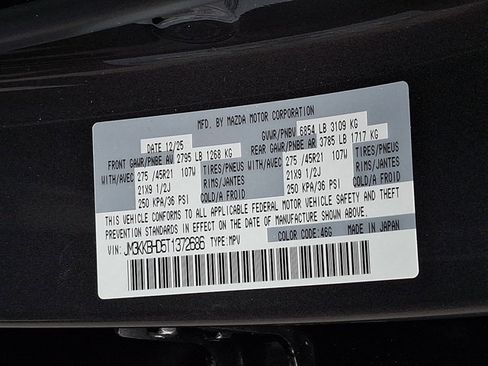 MFD. BY MAZDA MOTOR CORPORATION
DATE 12/25 GVWR/PNBV 6854 LB 3109 KG
FRONT GAWR/PNBE AV 2795 LB 1268 KG REAR GAWR/PNBE AR 3785 LB 1717 KG
WITH/AVEC 275 /45R21 107W TIRES/PNEUS WITH/AVEC 275 /45R21 107W TIRES/PNEUS
21X9 1/2J RIMS/JANTES 21X9 1/2J RIMS/JANTES
250 KPA/36 PSI COLD/A FROID 250 KPA/36 PSI COLD/A FROID
THIS VEHICLE CONFORMS TO ALL APPLICABLE FEDERAL MOTOR VEHICLE SAFETY AND THEFT
PREVENTION STANDARDS IN EFFECT ON THE DATE OF MANUFACTURE SHOWN ABOVE.
VIN: JM3KKBHD5T1372686 TYPE: MPV COLOR CODE: 46G MADE IN JAPAN